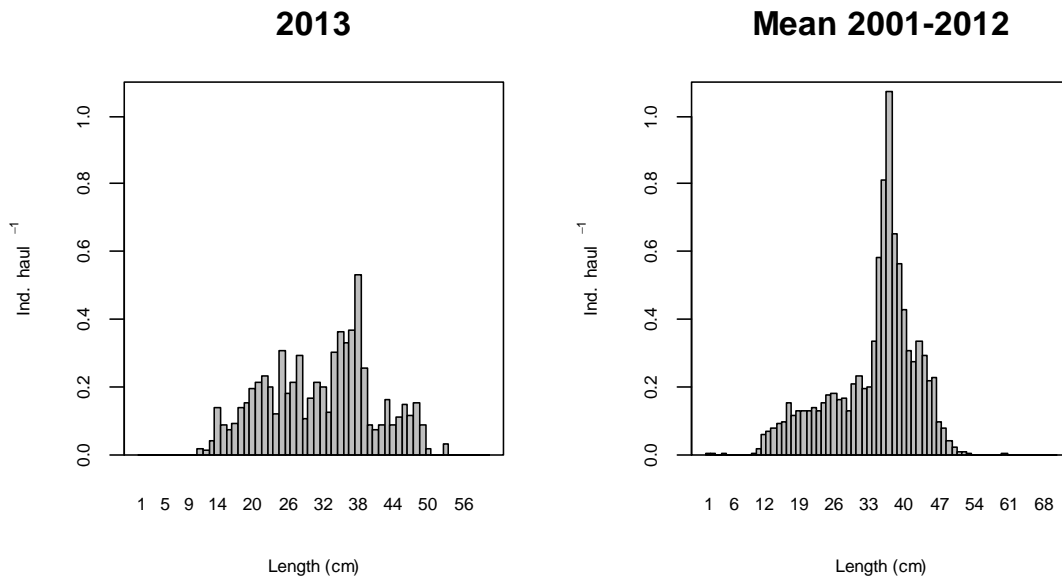 2013
Mean 2001-2012
Ind. haul ⁻¹
0.0 0.2 0.4 0.6 0.8 1.0
1 5 9 14 20 26 32 38 44 50 56
Length (cm)
Ind. haul ⁻¹
0.0 0.2 0.4 0.6 0.8 1.0
1 6 12 19 26 33 40 47 54 61 68
Length (cm)